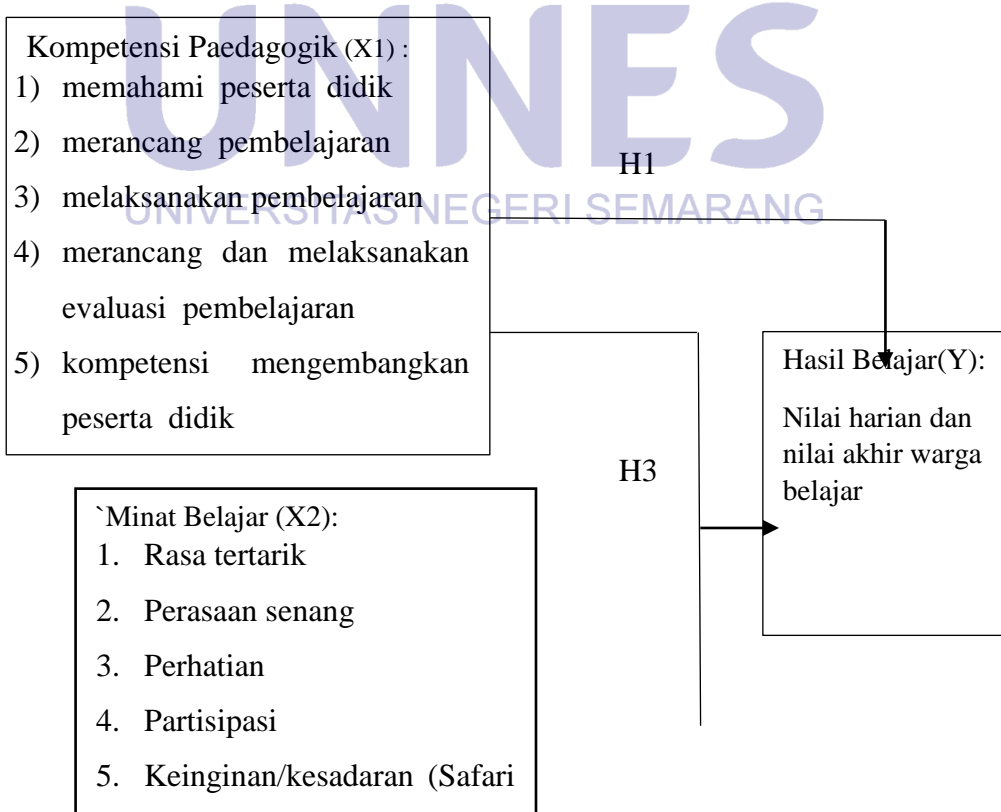 UNNES
UNIVERSITAS NEGERI SEMARANG
Kompetensi Paedagogik (X1) :
1) memahami peserta didik
2) merancang pembelajaran
3) melaksanakan pembelajaran
4) merancang dan melaksanakan
evaluasi pembelajaran
5) kompetensi mengembangkan
peserta didik
H1
H3
Hasil Belajar(Y):
Nilai harian dan
nilai akhir warga
belajar
`Minat Belajar (X2):
1. Rasa tertarik
2. Perasaan senang
3. Perhatian
4. Partisipasi
5. Keinginan/kesadaran (Safari